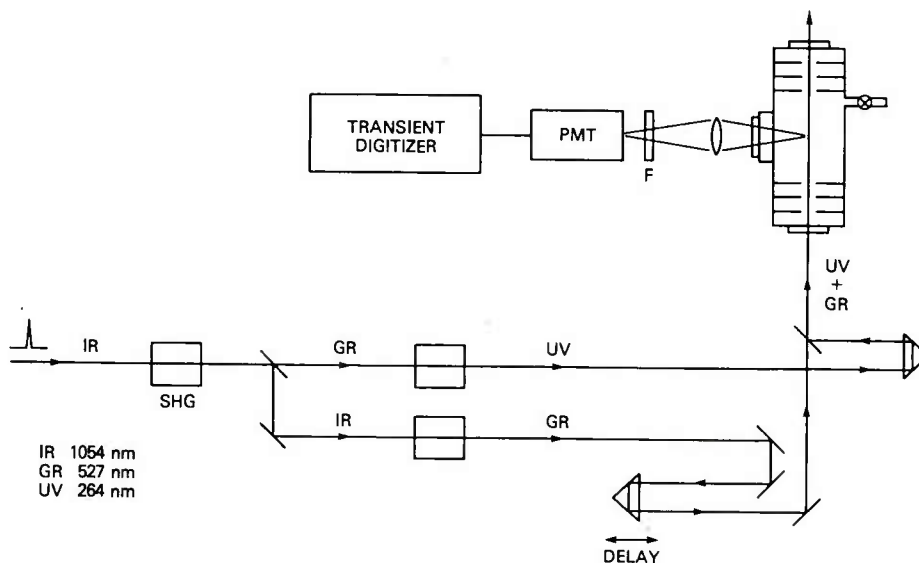 TRANSIENT
DIGITIZER
PMT
F
UV
+
GR
IR
GR
UV
SHG
IR
GR
IR 1054 nm
GR 527 nm
UV 264 nm
DELAY